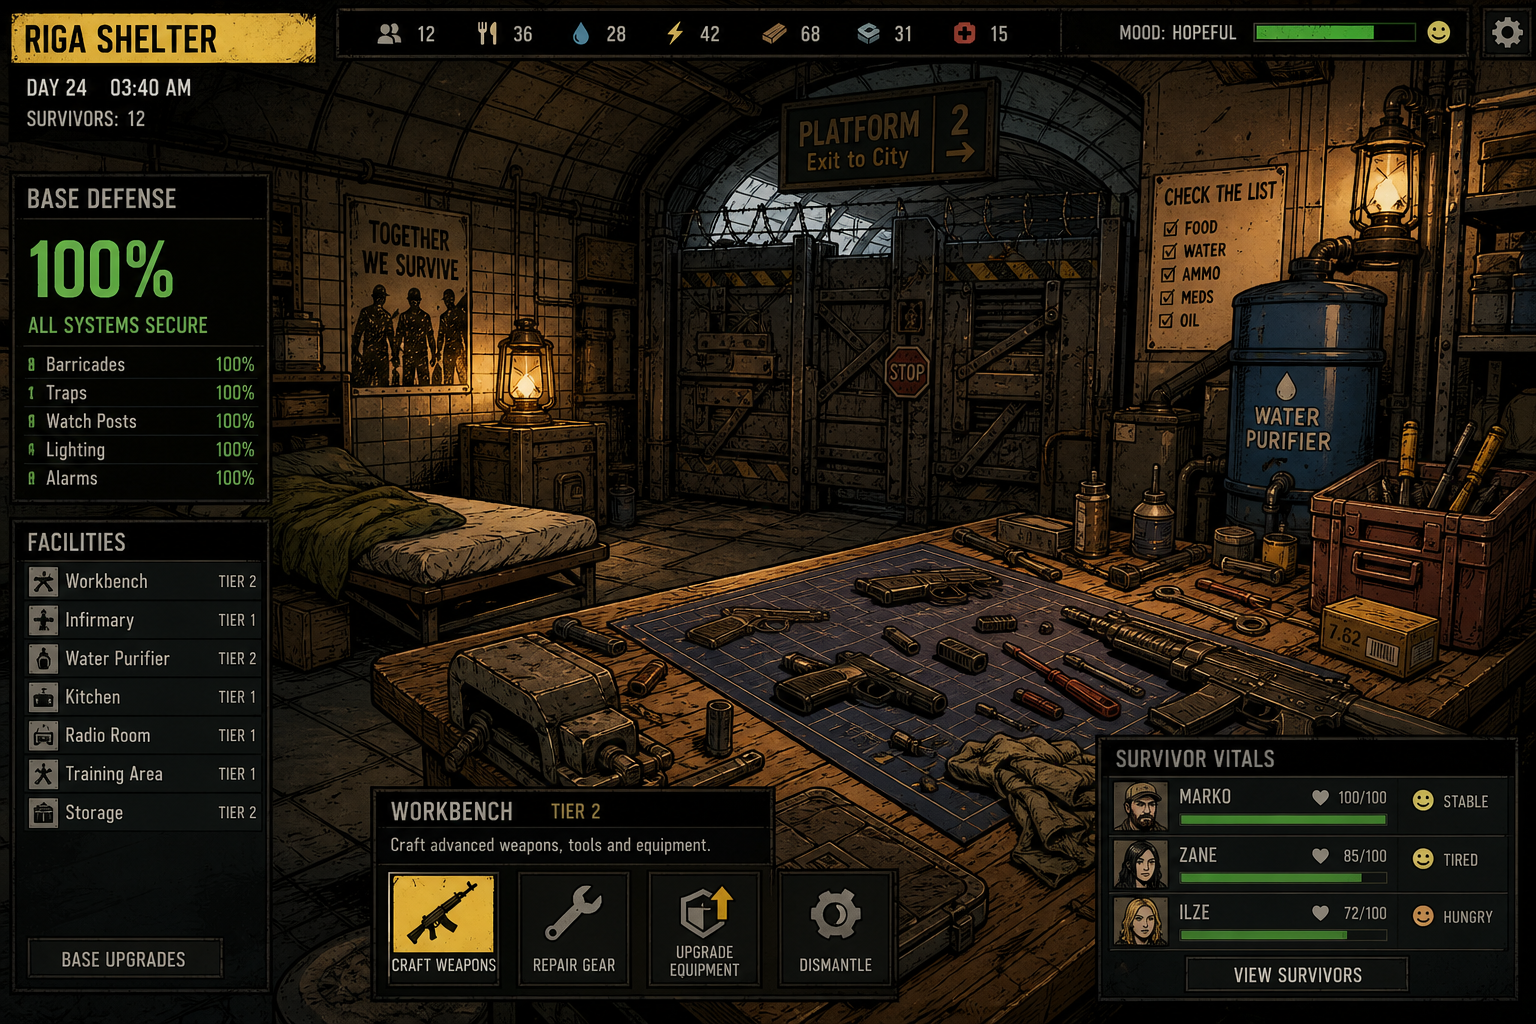 RIGA SHELTER
12 36 28 42 68 31 15
MOOD: HOPEFUL
DAY 24 03:40 AM
SURVIVORS: 12
BASE DEFENSE
100%
ALL SYSTEMS SECURE
Barricades 100%
Traps 100%
Watch Posts 100%
Lighting 100%
Alarms 100%
FACILITIES
Workbench TIER 2
Infirmary TIER 1
Water Purifier TIER 2
Kitchen TIER 1
Radio Room TIER 1
Training Area TIER 1
Storage TIER 2
BASE UPGRADES
TOGETHER
WE SURVIVE
PLATFORM 2
Exit to City →
STOP
CHECK THE LIST
FOOD
WATER
AMMO
MEDS
OIL
WATER
PURIFIER
7.62
WORKBENCH TIER 2
Craft advanced weapons, tools and equipment.
CRAFT WEAPONS
REPAIR GEAR
UPGRADE
EQUIPMENT
DISMANTLE
SURVIVOR VITALS
MARKO 100/100 STABLE
ZANE 85/100 TIRED
ILZE 72/100 HUNGRY
VIEW SURVIVORS